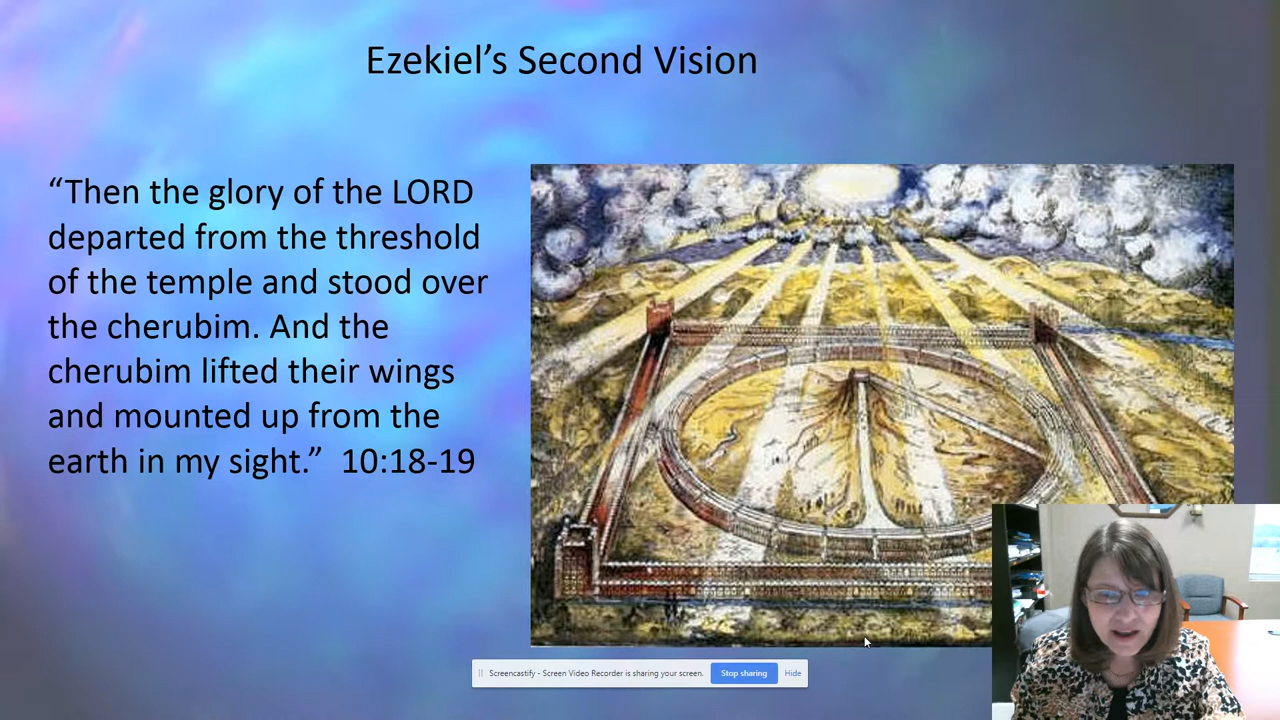 Ezekiel’s Second Vision
“Then the glory of the LORD
departed from the threshold
of the temple and stood over
the cherubim. And the
cherubim lifted their wings
and mounted up from the
earth in my sight.”  10:18-19
Screencastify - Screen Video Recorder is sharing your screen.
Stop sharing
Hide